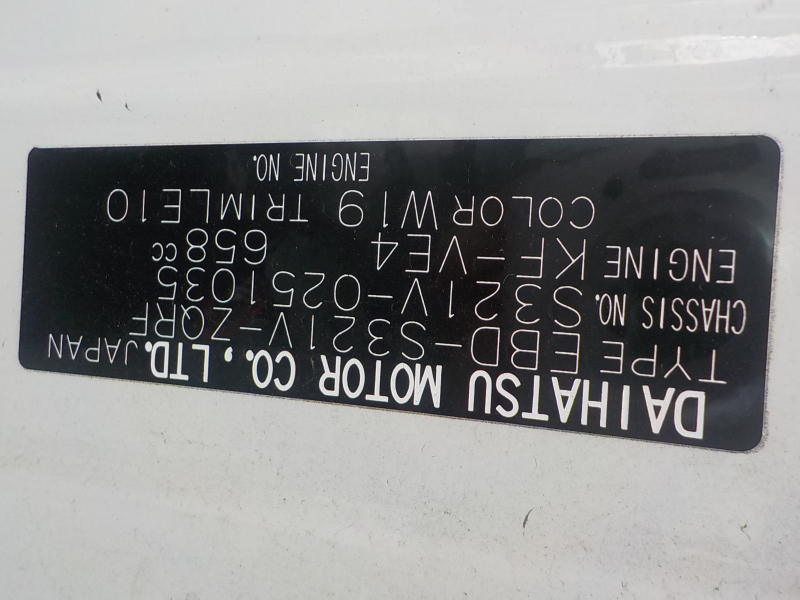 DAIHATSU MOTOR CO., LTD. JAPAN
TYPE EBD-S321V-ZQRF
CHASSIS NO. S321V-0251035
ENGINE KF-VE4 658 CC
COLOR W19 TRIM LE10
ENGINE NO.